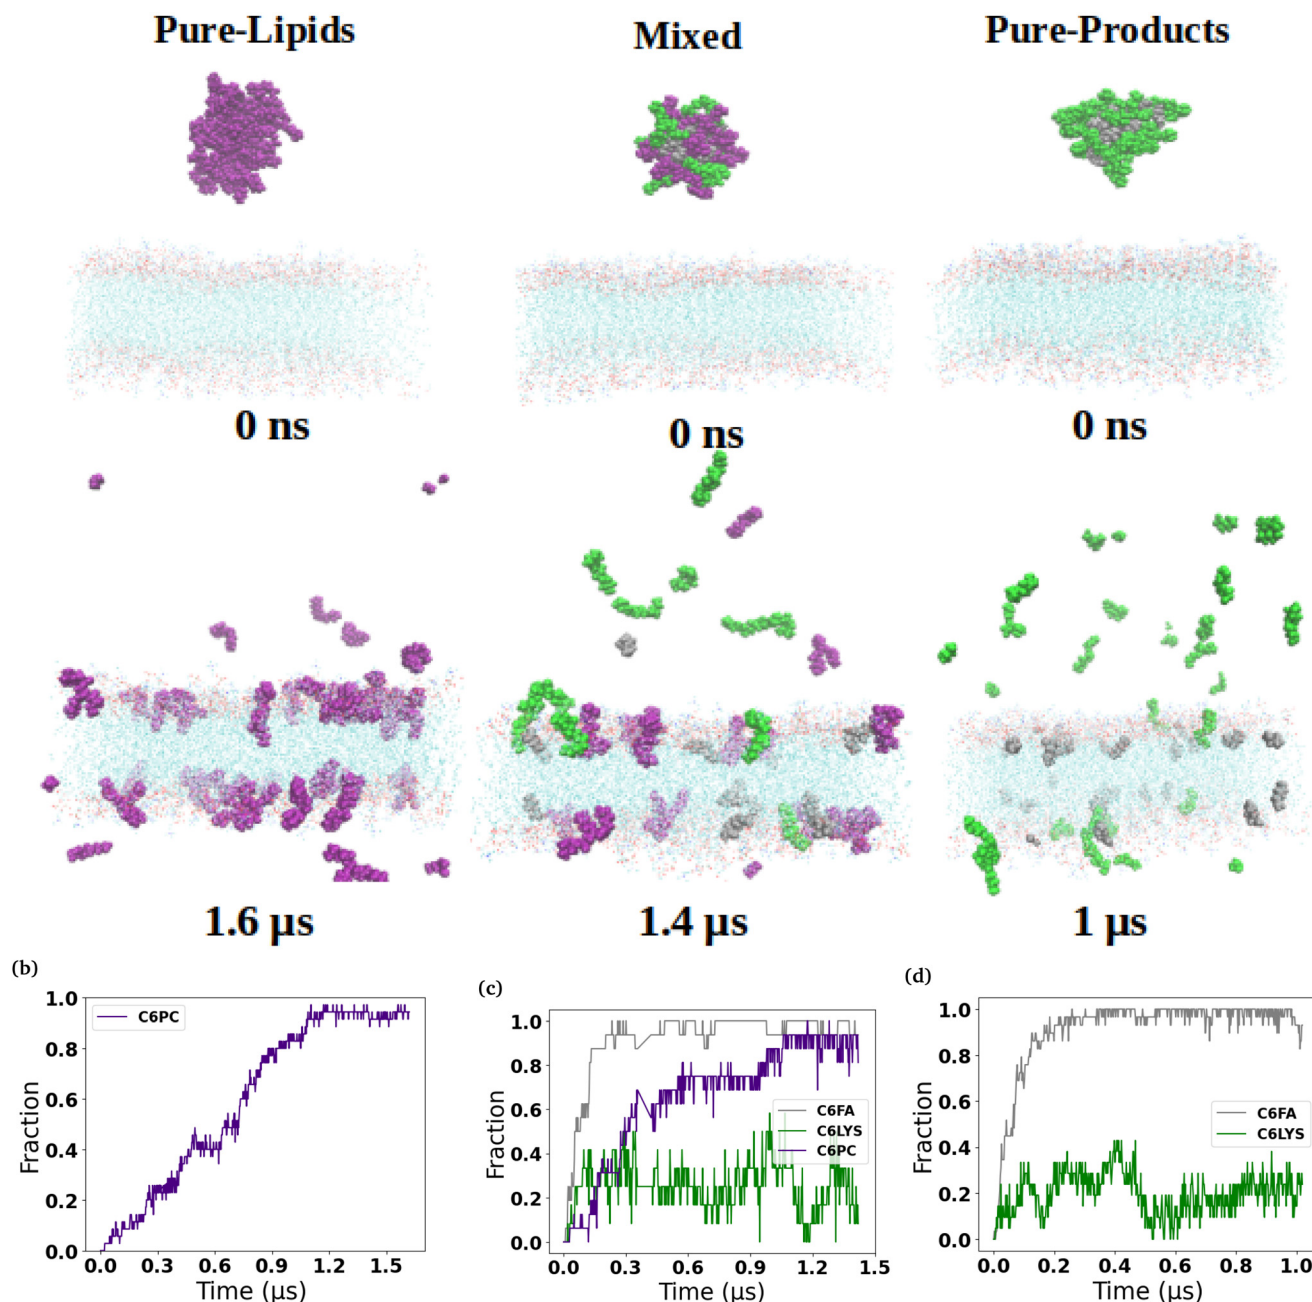 Pure-Lipids
Mixed
Pure-Products
0 ns
0 ns
0 ns
1.6 µs
1.4 µs
1 µs
(b)
1.0
0.8
0.6
0.4
0.2
0.0
Fraction
C6PC
0.0 0.3 0.6 0.9 1.2 1.5
Time (µs)
(c)
1.0
0.8
0.6
0.4
0.2
0.0
Fraction
C6FA
C6LYS
C6PC
0.0 0.3 0.6 0.9 1.2 1.5
Time (µs)
(d)
1.0
0.8
0.6
0.4
0.2
0.0
Fraction
C6FA
C6LYS
0.0 0.2 0.4 0.6 0.8 1.0
Time (µs)